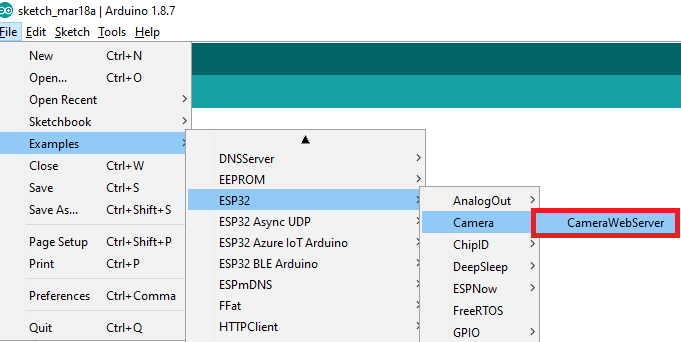 sketch_mar18a | Arduino 1.8.7
File Edit Sketch Tools Help
New Ctrl+N
Open... Ctrl+O
Open Recent
Sketchbook
Examples
Close Ctrl+W
Save Ctrl+S
Save As... Ctrl+Shift+S
Page Setup Ctrl+Shift+P
Print Ctrl+P
Preferences Ctrl+Comma
Quit Ctrl+Q
DNSServer
EEPROM
ESP32
ESP32 Async UDP
ESP32 Azure IoT Arduino
ESP32 BLE Arduino
ESPmDNS
FFat
HTTPClient
AnalogOut
Camera
ChipID
DeepSleep
ESPNow
FreeRTOS
GPIO
CameraWebServer